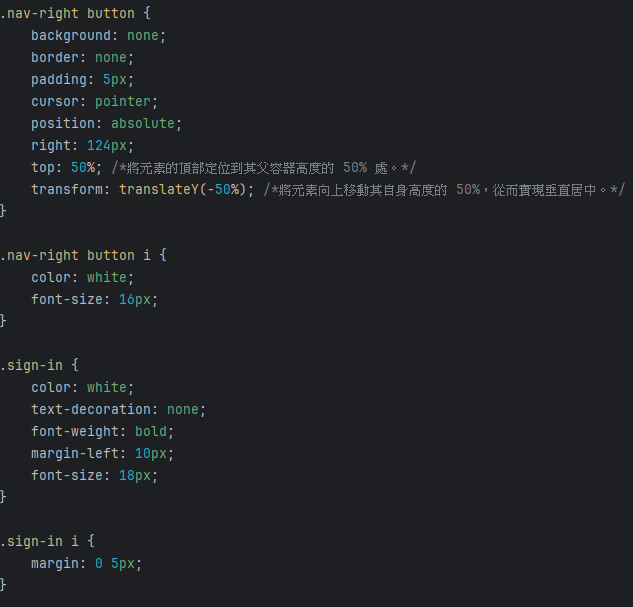 .nav-right button {
    background: none;
    border: none;
    padding: 5px;
    cursor: pointer;
    position: absolute;
    right: 124px;
    top: 50%; /*將元素的頂部定位到其父容器高度的 50% 處。*/
    transform: translateY(-50%); /*將元素向上移動其自身高度的 50%，從而實現垂直居中。*/
}

.nav-right button i {
    color: white;
    font-size: 16px;
}

.sign-in {
    color: white;
    text-decoration: none;
    font-weight: bold;
    margin-left: 10px;
    font-size: 18px;
}

.sign-in i {
    margin: 0 5px;
}